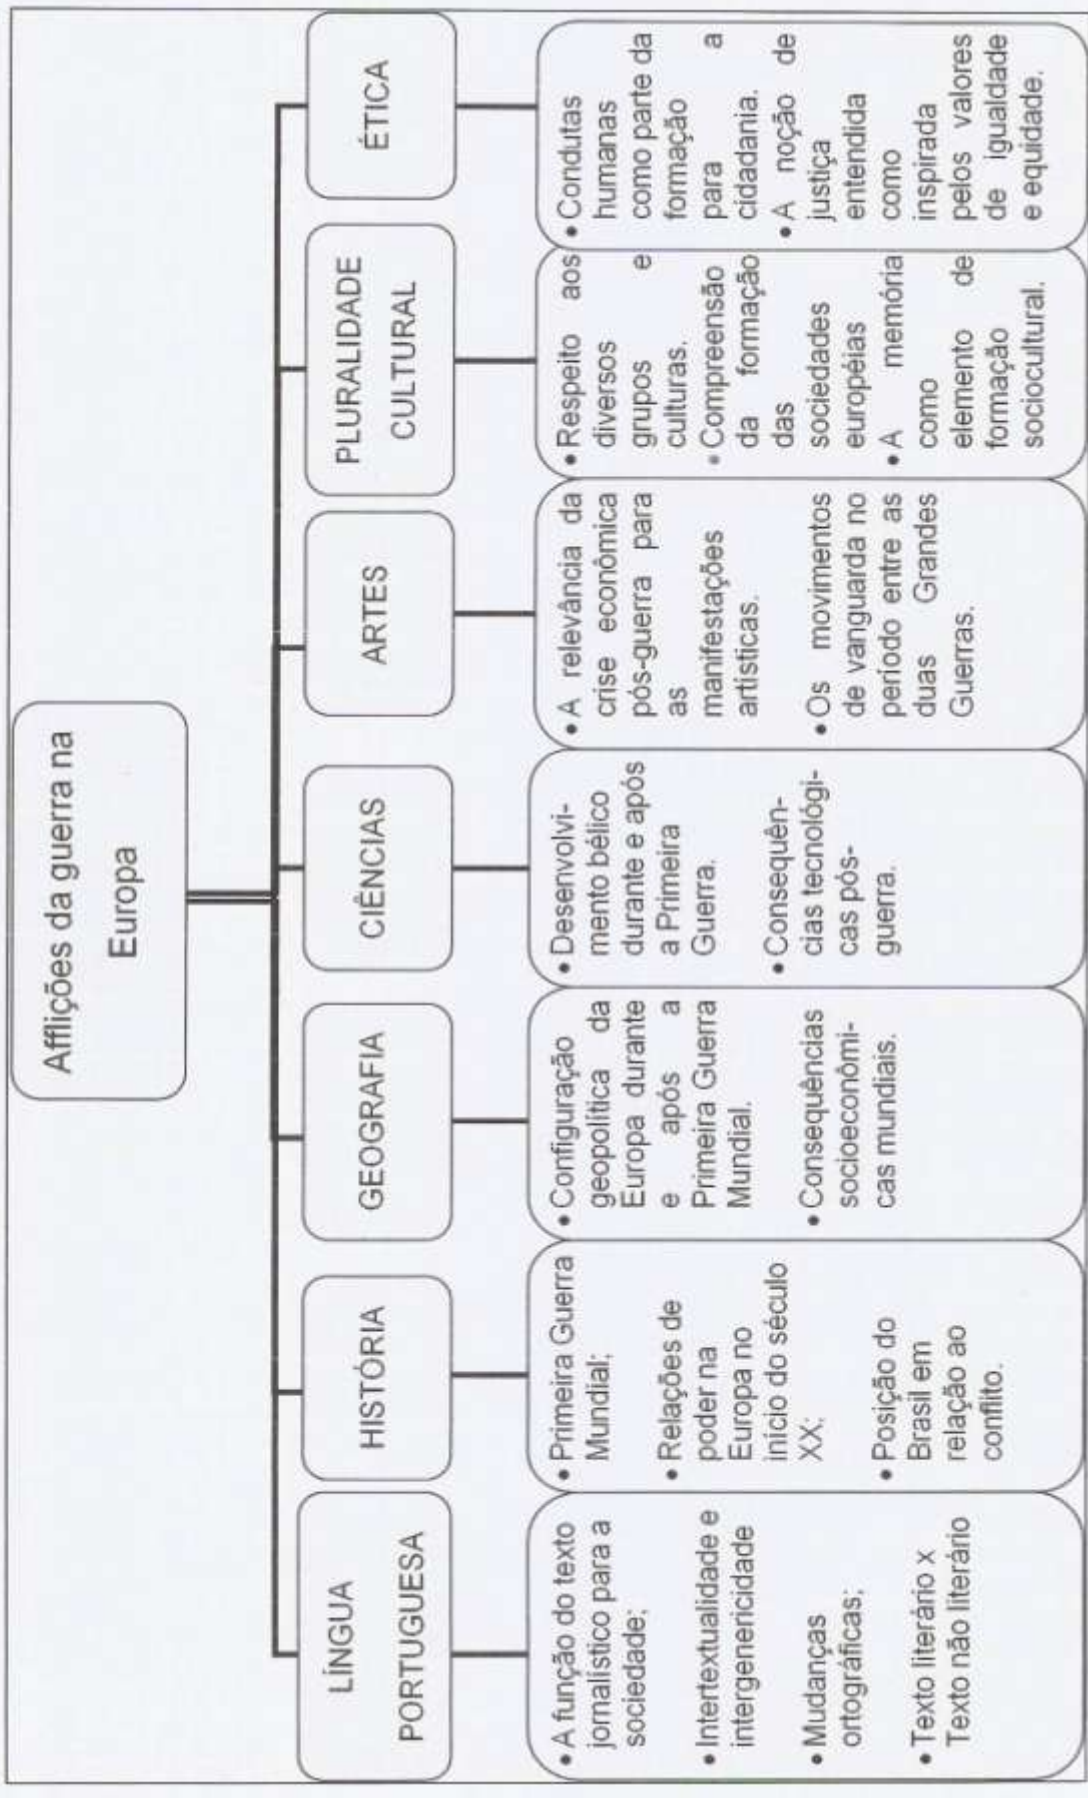 Aflições da guerra na
Europa
LÍNGUA
PORTUGUESA
• A função do texto
jornalístico para a
sociedade;
• Intertextualidade e
intergenericidade
• Mudanças
ortográficas;
• Texto literário x
Texto não literário
HISTÓRIA
• Primeira Guerra
Mundial;
• Relações de
poder na
Europa no
início do século
XX;
• Posição do
Brasil em
relação ao
conflito.
GEOGRAFIA
• Configuração
geopolítica da
Europa durante
e após a
Primeira Guerra
Mundial.
• Consequências
socioeconômi-
cas mundiais.
CIÊNCIAS
• Desenvolvi-
mento bélico
durante e após
a Primeira
Guerra.
• Consequên-
cias tecnológi-
cas pós-
guerra.
ARTES
• A relevância da
crise econômica
pós-guerra para
as
manifestações
artísticas.
• Os movimentos
de vanguarda no
período entre as
duas Grandes
Guerras.
PLURALIDADE
CULTURAL
• Respeito aos
diversos
grupos e
culturas.
• Compreensão
da formação
das
sociedades
européias
• A memória
como
elemento de
formação
sociocultural.
ÉTICA
• Condutas
humanas
como parte da
formação a
para
cidadania.
• A noção de
justiça
entendida
como
inspirada
pelos valores
de igualdade
e equidade.